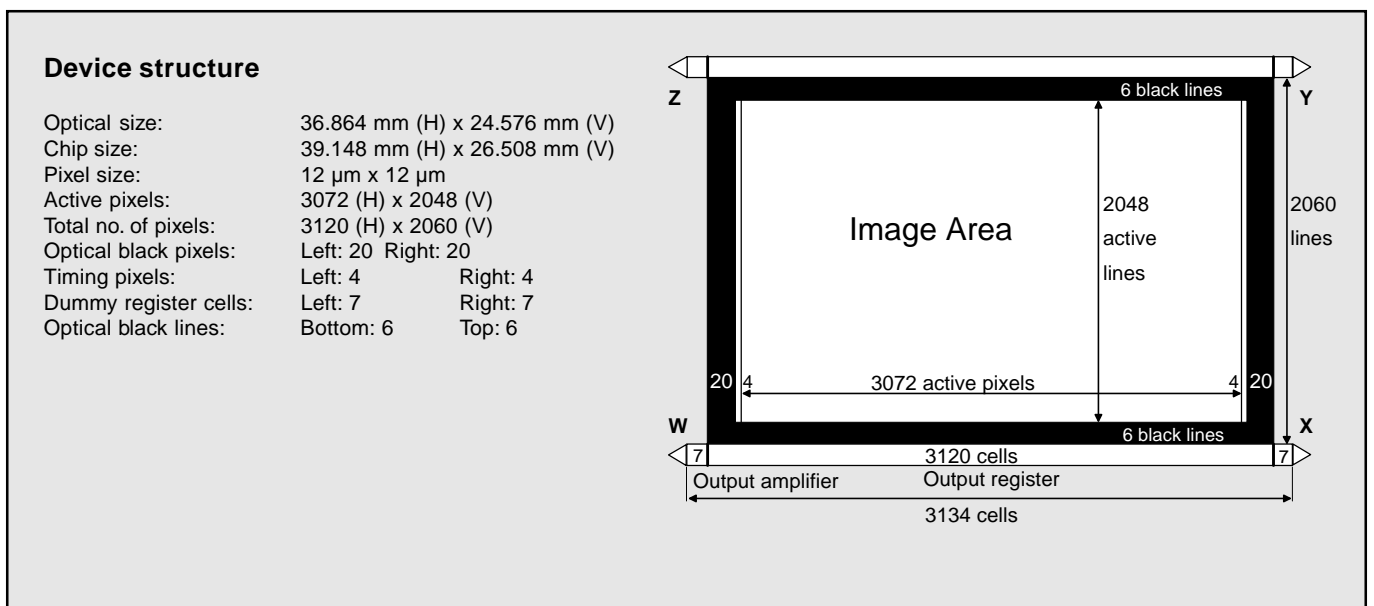 Device structure
Optical size: 36.864 mm (H) x 24.576 mm (V)
Chip size: 39.148 mm (H) x 26.508 mm (V)
Pixel size: 12 µm x 12 µm
Active pixels: 3072 (H) x 2048 (V)
Total no. of pixels: 3120 (H) x 2060 (V)
Optical black pixels: Left: 20 Right: 20
Timing pixels: Left: 4 Right: 4
Dummy register cells: Left: 7 Right: 7
Optical black lines: Bottom: 6 Top: 6
6 black lines
Z
Y
Image Area
2048
active
lines
2060
lines
20
4
3072 active pixels
4
20
W
X
6 black lines
7
3120 cells
7
Output amplifier
Output register
3134 cells